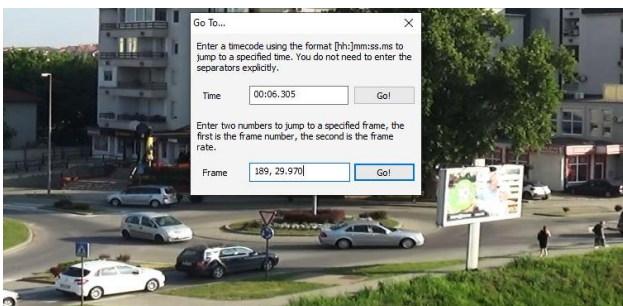 Go To...
Enter a timecode using the format [hh:]mm:ss.ms to
jump to a specified time. You do not need to enter the
separators explicitly.
Time 00:06.305 Go!
Enter two numbers to jump to a specified frame, the
first is the frame number, the second is the frame
rate.
Frame 189, 29.970 Go!